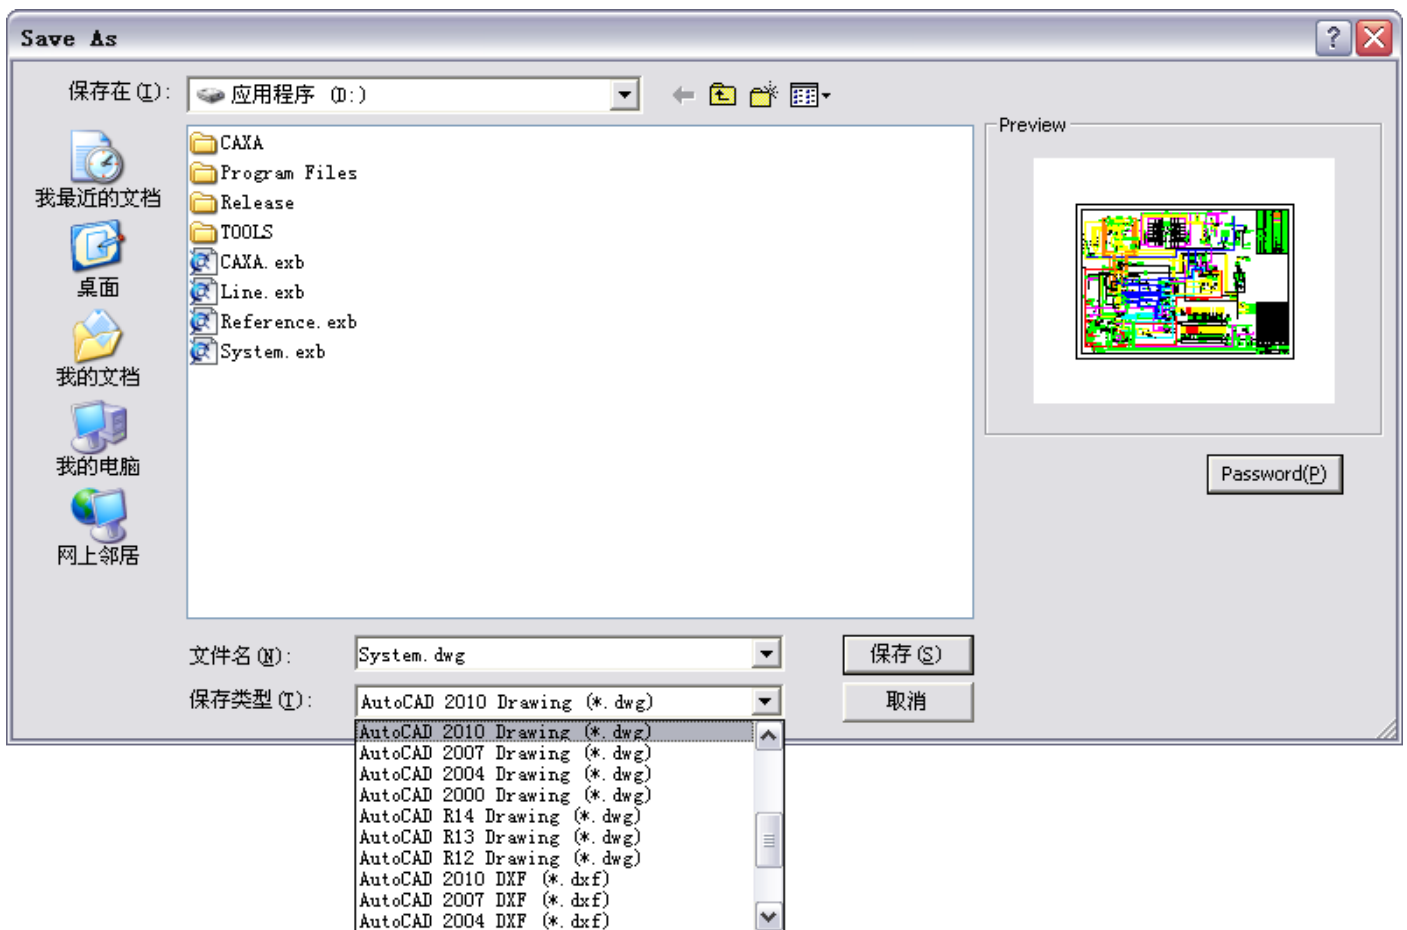 Save As
保存在(I):
应用程序 (D:)
我最近的文档
桌面
我的文档
我的电脑
网上邻居
CAXA
Program Files
Release
TOOLS
CAXA.exb
Line.exb
Reference.exb
System.exb
Preview
Password(P)
文件名(N):
System.dwg
保存(S)
保存类型(T):
AutoCAD 2010 Drawing (*.dwg)
取消
AutoCAD 2010 Drawing (*.dwg)
AutoCAD 2007 Drawing (*.dwg)
AutoCAD 2004 Drawing (*.dwg)
AutoCAD 2000 Drawing (*.dwg)
AutoCAD R14 Drawing (*.dwg)
AutoCAD R13 Drawing (*.dwg)
AutoCAD R12 Drawing (*.dwg)
AutoCAD 2010 DXF (*.dxf)
AutoCAD 2007 DXF (*.dxf)
AutoCAD 2004 DXF (*.dxf)